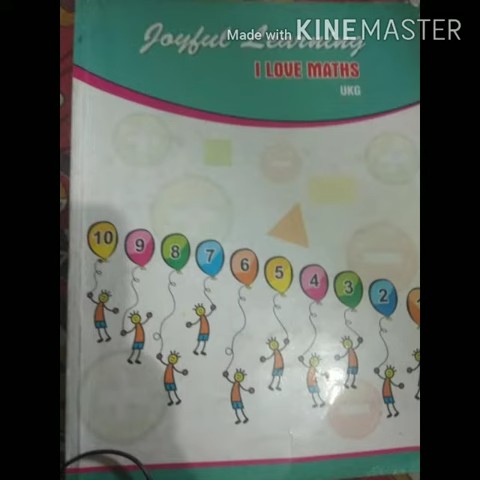 Made with KINEMASTER
Joyful Learning
I LOVE MATHS
UKG
10 9 8 7 6 5 4 3 2